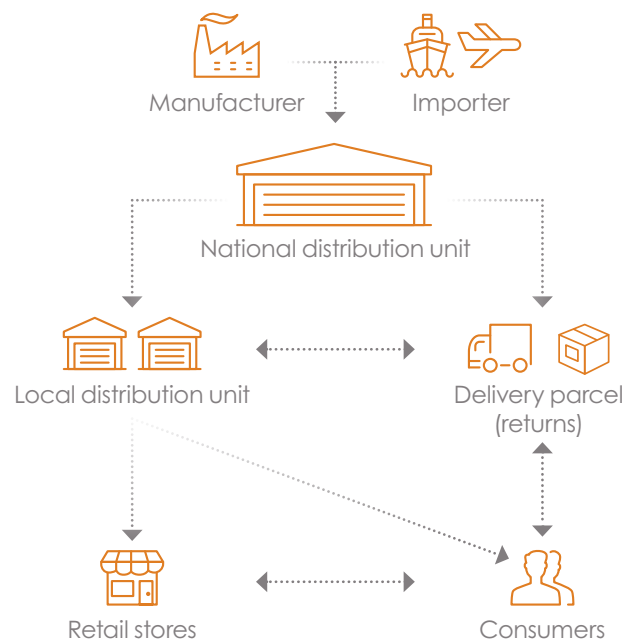 Manufacturer
Importer
National distribution unit
Local distribution unit
Delivery parcel
(returns)
Retail stores
Consumers